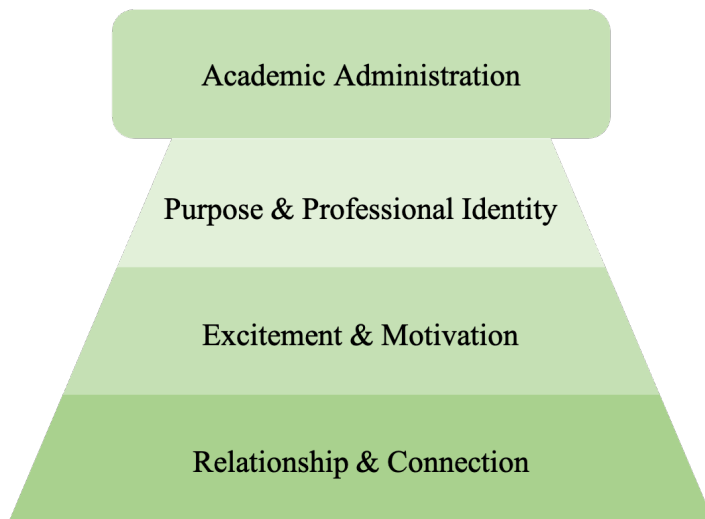 Academic Administration
Purpose & Professional Identity
Excitement & Motivation
Relationship & Connection